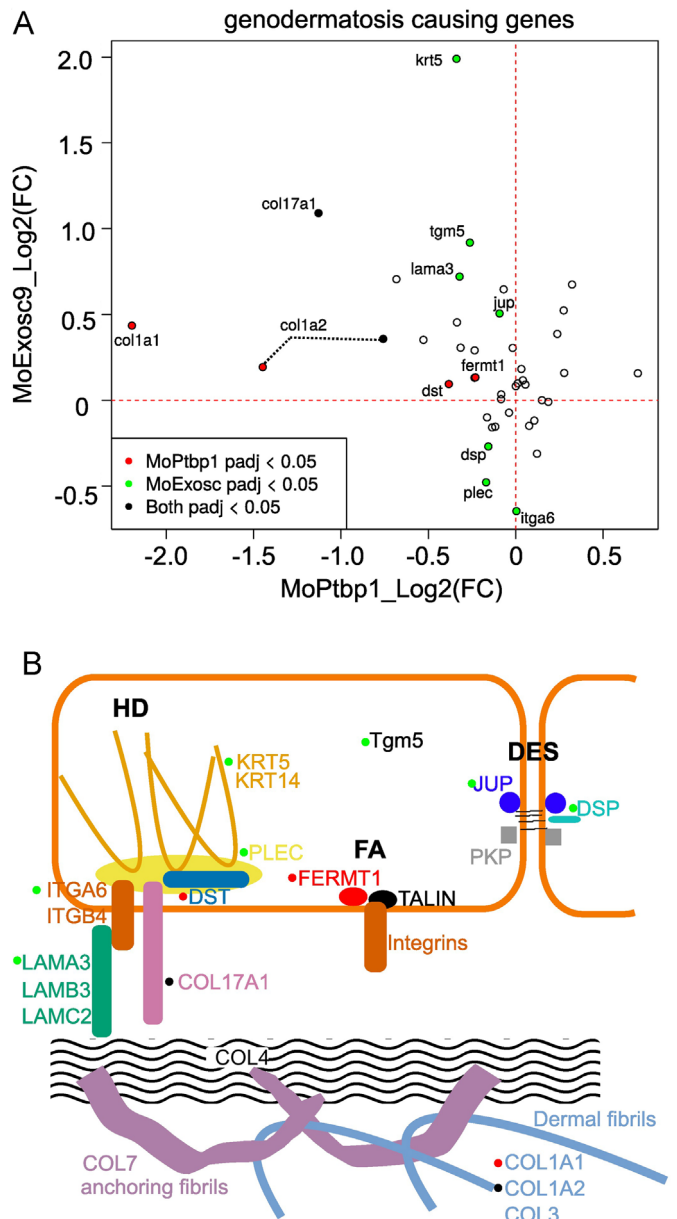 A
genodermatosis causing genes
MoExosc9_Log2(FC)
2.0
1.5
1.0
0.5
0
-0.5
krt5
col17a1
tgm5
lama3
jup
col1a2
col1a1
fermt1
dst
dsp
plec
itga6
MoPtbp1 padj < 0.05
MoExosc padj < 0.05
Both padj < 0.05
-2.0 -1.5 -1.0 -0.5 0 0.5
MoPtbp1_Log2(FC)
B
HD
KRT5
KRT14
Tgm5
DES
JUP
DSP
PKP
PLEC
FA
FERMT1
TALIN
DST
ITGA6
ITGB4
Integrins
LAMA3
LAMB3
LAMC2
COL17A1
COL4
COL7
anchoring fibrils
Dermal fibrils
COL1A1
COL1A2
COL3